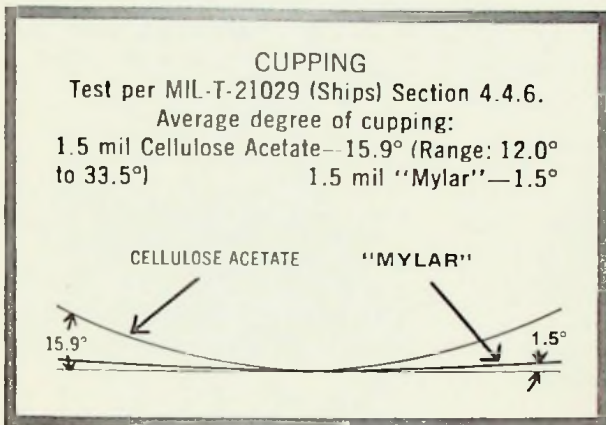 CUPPING
Test per MIL-T-21029 (Ships) Section 4.4.6.
Average degree of cupping:
1.5 mil Cellulose Acetate—15.9° (Range: 12.0°
to 33.5°) 1.5 mil "Mylar"—1.5°
CELLULOSE ACETATE "MYLAR"
15.9° 1.5°